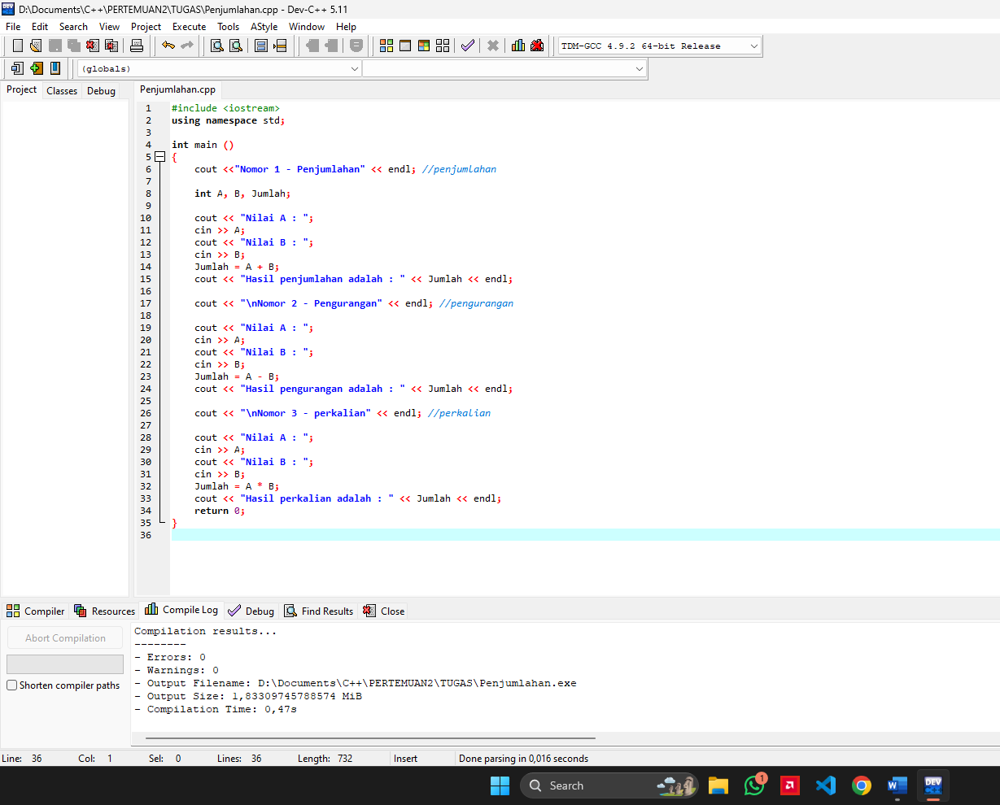 D:\Documents\C++\PERTEMUAN2\TUGAS\Penjumlahan.cpp - Dev-C++ 5.11
File Edit Search View Project Execute Tools AStyle Window Help
TDM-GCC 4.9.2 64-bit Release
(globals)
Project Classes Debug
Penjumlahan.cpp
1 #include <iostream>
2 using namespace std;
3
4 int main ()
5 {
6 cout <<"Nomor 1 - Penjumlahan" << endl; //penjumlahan
7
8 int A, B, Jumlah;
9
10 cout << "Nilai A : ";
11 cin >> A;
12 cout << "Nilai B : ";
13 cin >> B;
14 Jumlah = A + B;
15 cout << "Hasil penjumlahan adalah : " << Jumlah << endl;
16
17 cout << "\nNomor 2 - Pengurangan" << endl; //pengurangan
18
19 cout << "Nilai A : ";
20 cin >> A;
21 cout << "Nilai B : ";
22 cin >> B;
23 Jumlah = A - B;
24 cout << "Hasil pengurangan adalah : " << Jumlah << endl;
25
26 cout << "\nNomor 3 - perkalian" << endl; //perkalian
27
28 cout << "Nilai A : ";
29 cin >> A;
30 cout << "Nilai B : ";
31 cin >> B;
32 Jumlah = A * B;
33 cout << "Hasil perkalian adalah : " << Jumlah << endl;
34 return 0;
35 }
36
Compiler Resources Compile Log Debug Find Results Close
Abort Compilation
Shorten compiler paths
Compilation results...
--------
- Errors: 0
- Warnings: 0
- Output Filename: D:\Documents\C++\PERTEMUAN2\TUGAS\Penjumlahan.exe
- Output Size: 1,83309745788574 MiB
- Compilation Time: 0,47s
Line: 36 Col: 1 Sel: 0 Lines: 36 Length: 732 Insert Done parsing in 0,016 seconds
Search
1
DEV C++